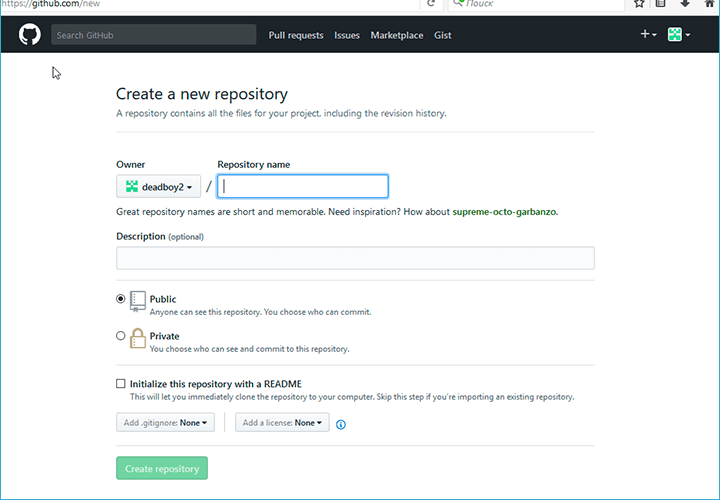 https://github.com/new
Поиск
Search GitHub
Pull requests Issues Marketplace Gist
Create a new repository
A repository contains all the files for your project, including the revision history.
Owner Repository name
deadboy2 /
Great repository names are short and memorable. Need inspiration? How about supreme-octo-garbanzo.
Description (optional)
Public
Anyone can see this repository. You choose who can commit.
Private
You choose who can see and commit to this repository.
Initialize this repository with a README
This will let you immediately clone the repository to your computer. Skip this step if you're importing an existing repository.
Add .gitignore: None Add a license: None
Create repository